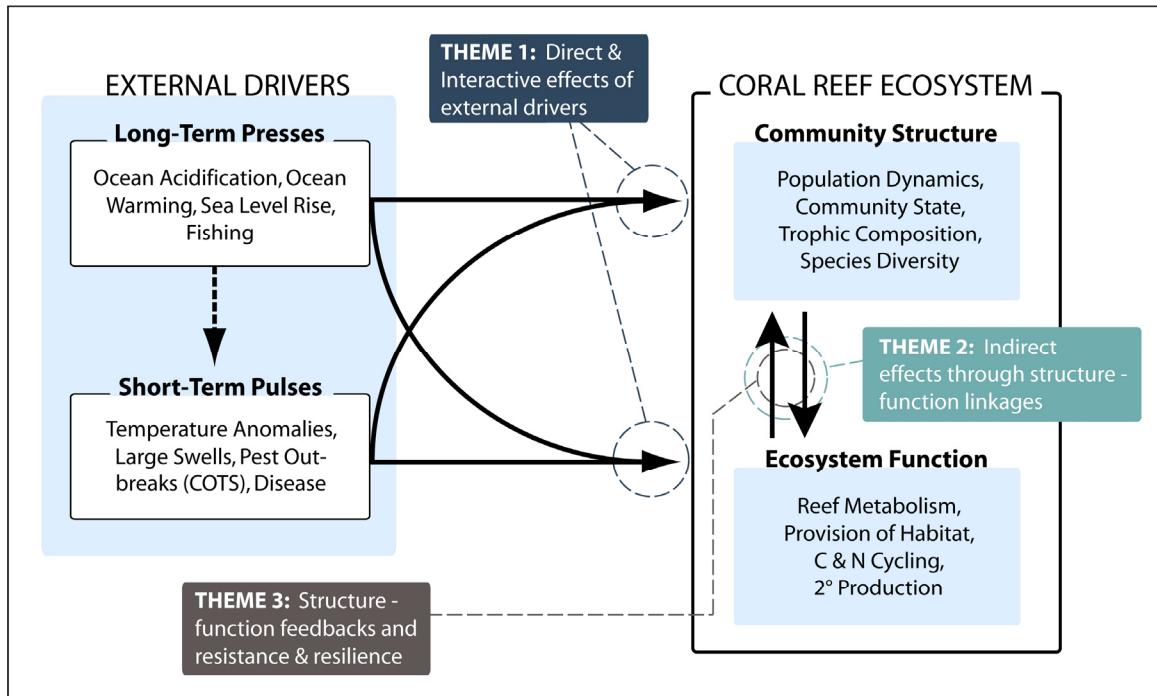 THEME 1: Direct &
Interactive effects of
external drivers
EXTERNAL DRIVERS
Long-Term Presses
Ocean Acidification, Ocean
Warming, Sea Level Rise,
Fishing
Short-Term Pulses
Temperature Anomalies,
Large Swells, Pest Out-
breaks (COTS), Disease
CORAL REEF ECOSYSTEM
Community Structure
Population Dynamics,
Community State,
Trophic Composition,
Species Diversity
THEME 2: Indirect
effects through structure -
function linkages
Ecosystem Function
Reef Metabolism,
Provision of Habitat,
C & N Cycling,
2° Production
THEME 3: Structure -
function feedbacks and
resistance & resilience